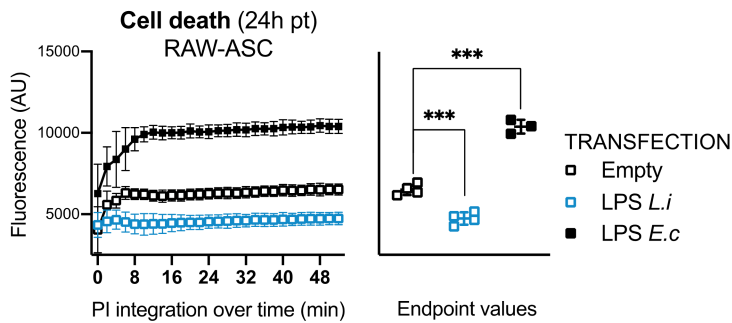 Cell death (24h pt)
RAW-ASC
Fluorescence (AU)
15000
10000
5000
0 8 16 24 32 40 48
PI integration over time (min)
***
***
Endpoint values
TRANSFECTION
Empty
LPS L.i
LPS E.c